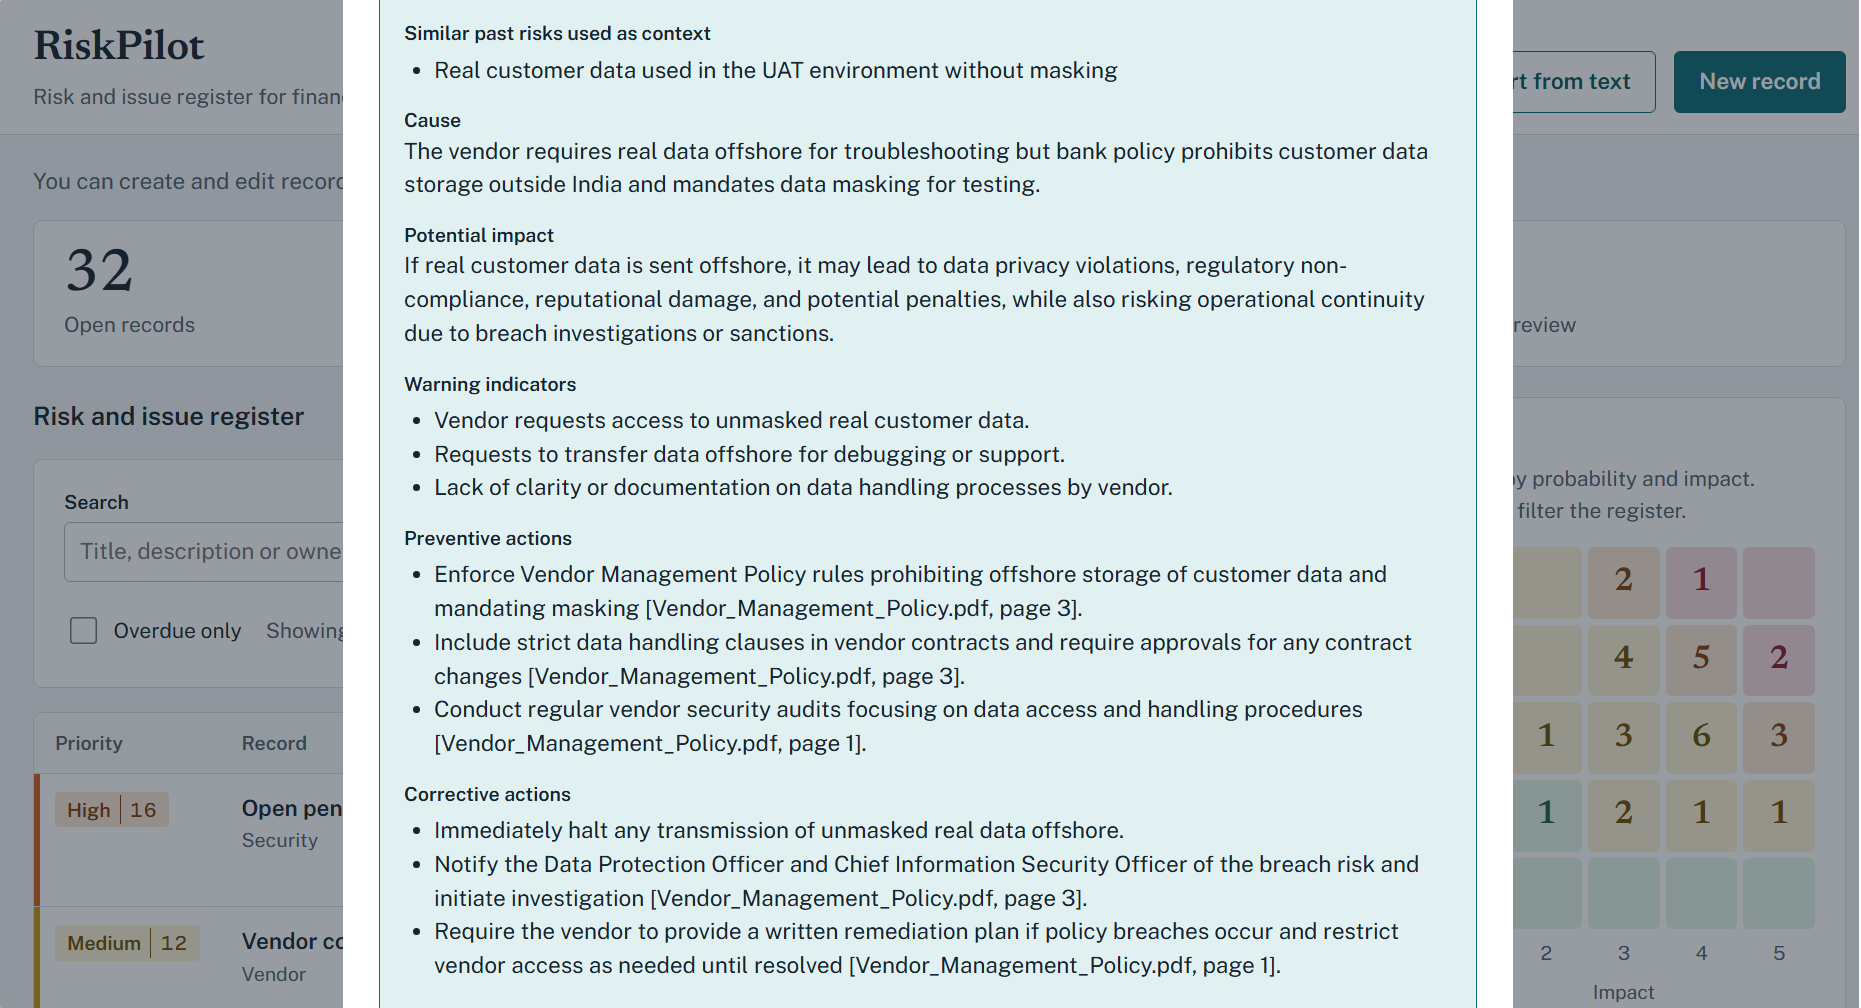 RiskPilot
Risk and issue register for finan
rt from text
New record
You can create and edit record
32
Open records
review
Risk and issue register
Search
Title, description or owne
Overdue only
Showing
Priority
Record
High 16
Open pen
Security
Medium 12
Vendor co
Vendor
Similar past risks used as context
• Real customer data used in the UAT environment without masking
Cause
The vendor requires real data offshore for troubleshooting but bank policy prohibits customer data
storage outside India and mandates data masking for testing.
Potential impact
If real customer data is sent offshore, it may lead to data privacy violations, regulatory non-
compliance, reputational damage, and potential penalties, while also risking operational continuity
due to breach investigations or sanctions.
Warning indicators
• Vendor requests access to unmasked real customer data.
• Requests to transfer data offshore for debugging or support.
• Lack of clarity or documentation on data handling processes by vendor.
Preventive actions
• Enforce Vendor Management Policy rules prohibiting offshore storage of customer data and
mandating masking [Vendor_Management_Policy.pdf, page 3].
• Include strict data handling clauses in vendor contracts and require approvals for any contract
changes [Vendor_Management_Policy.pdf, page 3].
• Conduct regular vendor security audits focusing on data access and handling procedures
[Vendor_Management_Policy.pdf, page 1].
Corrective actions
• Immediately halt any transmission of unmasked real data offshore.
• Notify the Data Protection Officer and Chief Information Security Officer of the breach risk and
initiate investigation [Vendor_Management_Policy.pdf, page 3].
• Require the vendor to provide a written remediation plan if policy breaches occur and restrict
vendor access as needed until resolved [Vendor_Management_Policy.pdf, page 1].
by probability and impact.
filter the register.
2 1
4 5 2
1 3 6 3
1 2 1 1
2 3 4 5
Impact